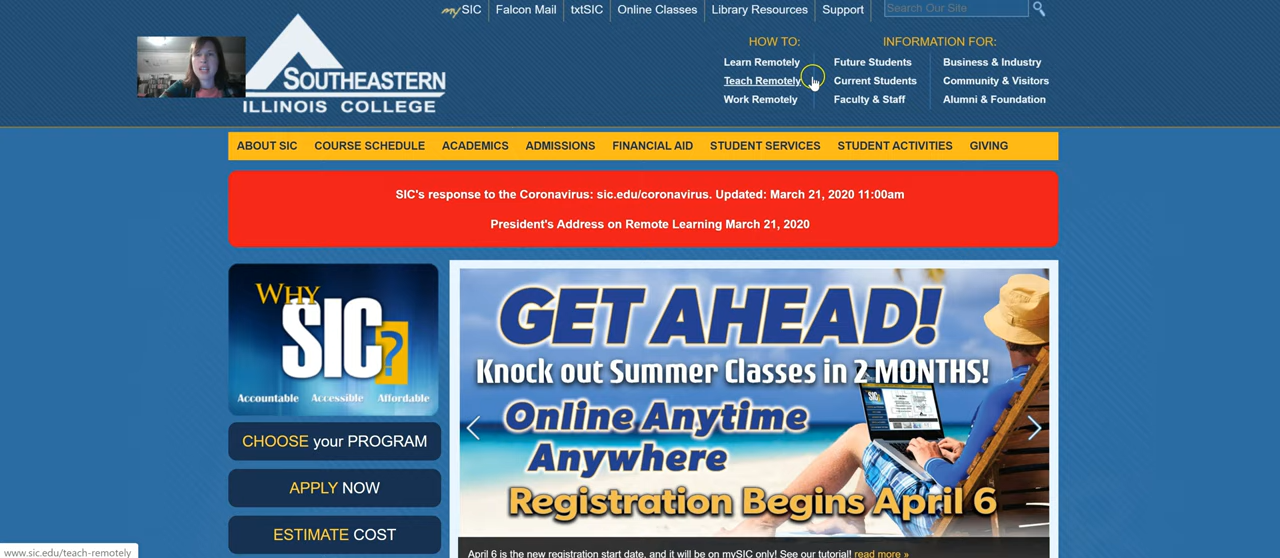 my SIC Falcon Mail txtSIC Online Classes Library Resources Support Search Our Site
SOUTHEASTERN
ILLINOIS COLLEGE
HOW TO:
Learn Remotely
Teach Remotely
Work Remotely
INFORMATION FOR:
Future Students Business & Industry
Current Students Community & Visitors
Faculty & Staff Alumni & Foundation
ABOUT SIC COURSE SCHEDULE ACADEMICS ADMISSIONS FINANCIAL AID STUDENT SERVICES STUDENT ACTIVITIES GIVING
SIC's response to the Coronavirus: sic.edu/coronavirus. Updated: March 21, 2020 11:00am
President's Address on Remote Learning March 21, 2020
WHY
SIC?
Accountable Accessible Affordable
CHOOSE your PROGRAM
APPLY NOW
ESTIMATE COST
GET AHEAD!
Knock out Summer Classes in 2 MONTHS!
Online Anytime
Anywhere
Registration Begins April 6
April 6 is the new registration start date, and it will be on mySIC only! See our tutorial! read more »
www.sic.edu/teach-remotely